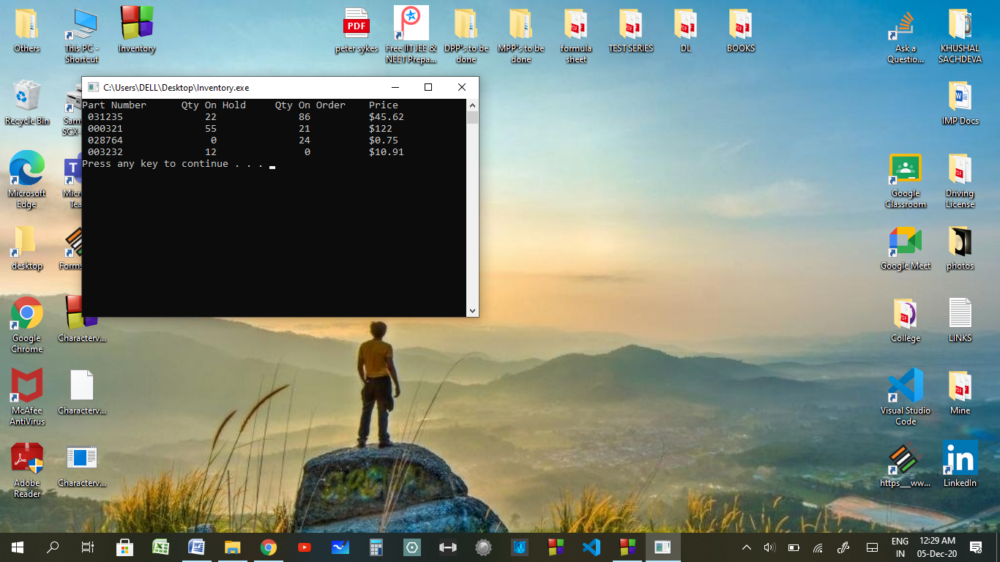 Others
This PC -
Shortcut
Inventory
peter sykes
Free IITJEE &
NEET Prepa...
DPP's to be
done
MPP's to be
done
formula
sheet
TEST SERIES
DL
BOOKS
Ask a
Questio...
KHUSHAL
SACHDEVA
C:\Users\DELL\Desktop\Inventory.exe
Part Number Qty On Hold Qty On Order Price
031235 22 86 $45.62
000321 55 21 $122
028764 0 24 $0.75
003232 12 0 $10.91
Press any key to continue . . .
Recycle Bin
Sam
SCX-
IMP Docs
Microsoft
Edge
Micr
Tea
Google
Classroom
Driving
License
desktop
Form
Google Meet
photos
Google
Chrome
Characterv...
College
LINKS
McAfee
AntiVirus
Characterv...
Visual Studio
Code
Mine
Adobe
Reader
Characterv...
https___ww...
LinkedIn
ENG
IN
12:29 AM
05-Dec-20